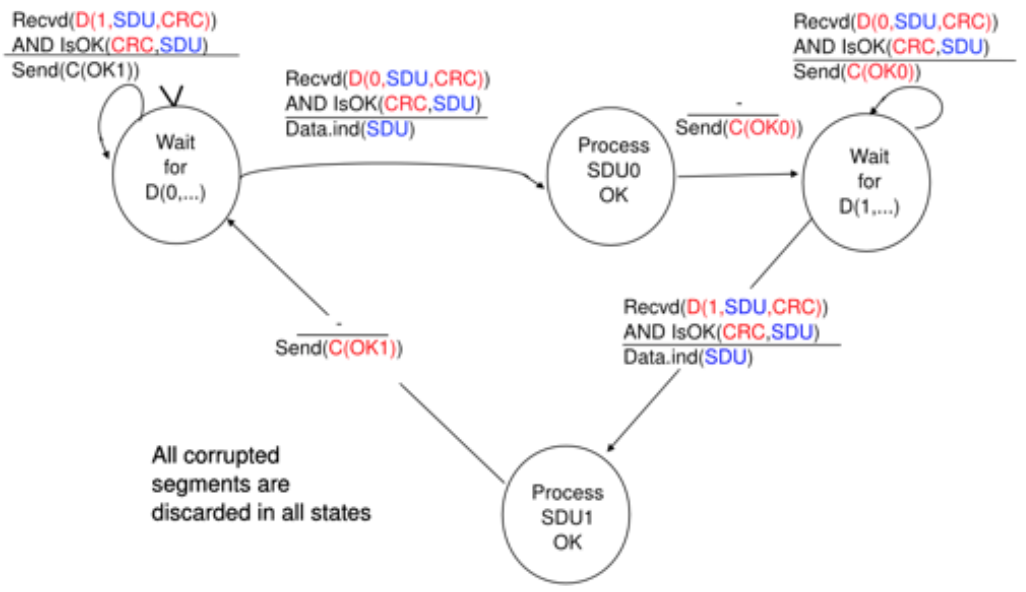 Recvd(D(1,SDU,CRC))
AND IsOK(CRC,SDU)
Send(C(OK1))
Wait
for
D(0,...)
Recvd(D(0,SDU,CRC))
AND IsOK(CRC,SDU)
Data.ind(SDU)
Process
SDU0
OK
-
Send(C(OK0))
Recvd(D(0,SDU,CRC))
AND IsOK(CRC,SDU)
Send(C(OK0))
Wait
for
D(1,...)
Recvd(D(1,SDU,CRC))
AND IsOK(CRC,SDU)
Data.ind(SDU)
-
Send(C(OK1))
Process
SDU1
OK
All corrupted
segments are
discarded in all states